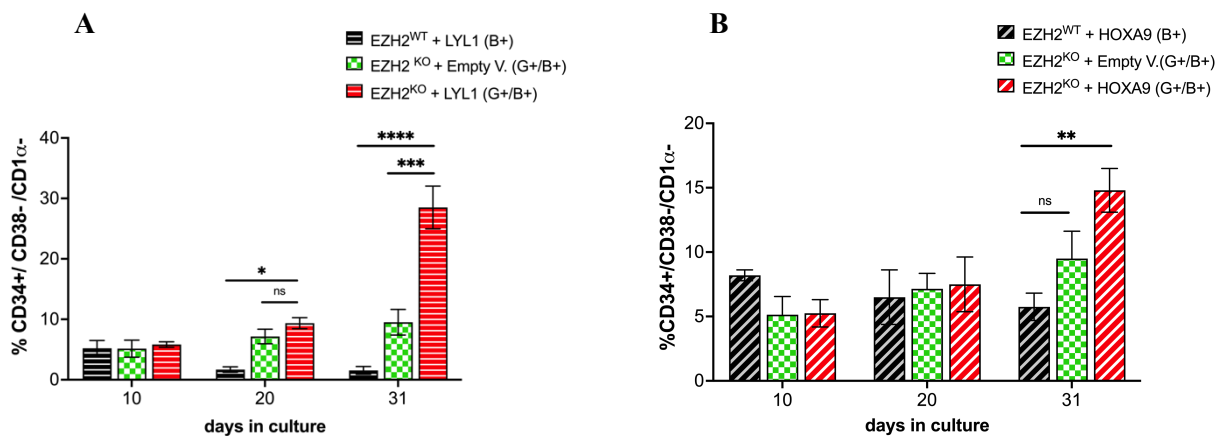 A
EZH2WT + LYL1 (B+)
EZH2 KO + Empty V. (G+/B+)
EZH2KO + LYL1 (G+/B+)
% CD34+/ CD38- /CD1α-
40
30
20
10
0
*
ns
****
***
10 20 31
days in culture
B
EZH2WT + HOXA9 (B+)
EZH2KO + Empty V.(G+/B+)
EZH2KO + HOXA9 (G+/B+)
%CD34+/CD38-/CD1α-
20
15
10
5
0
**
ns
10 20 31
days in culture